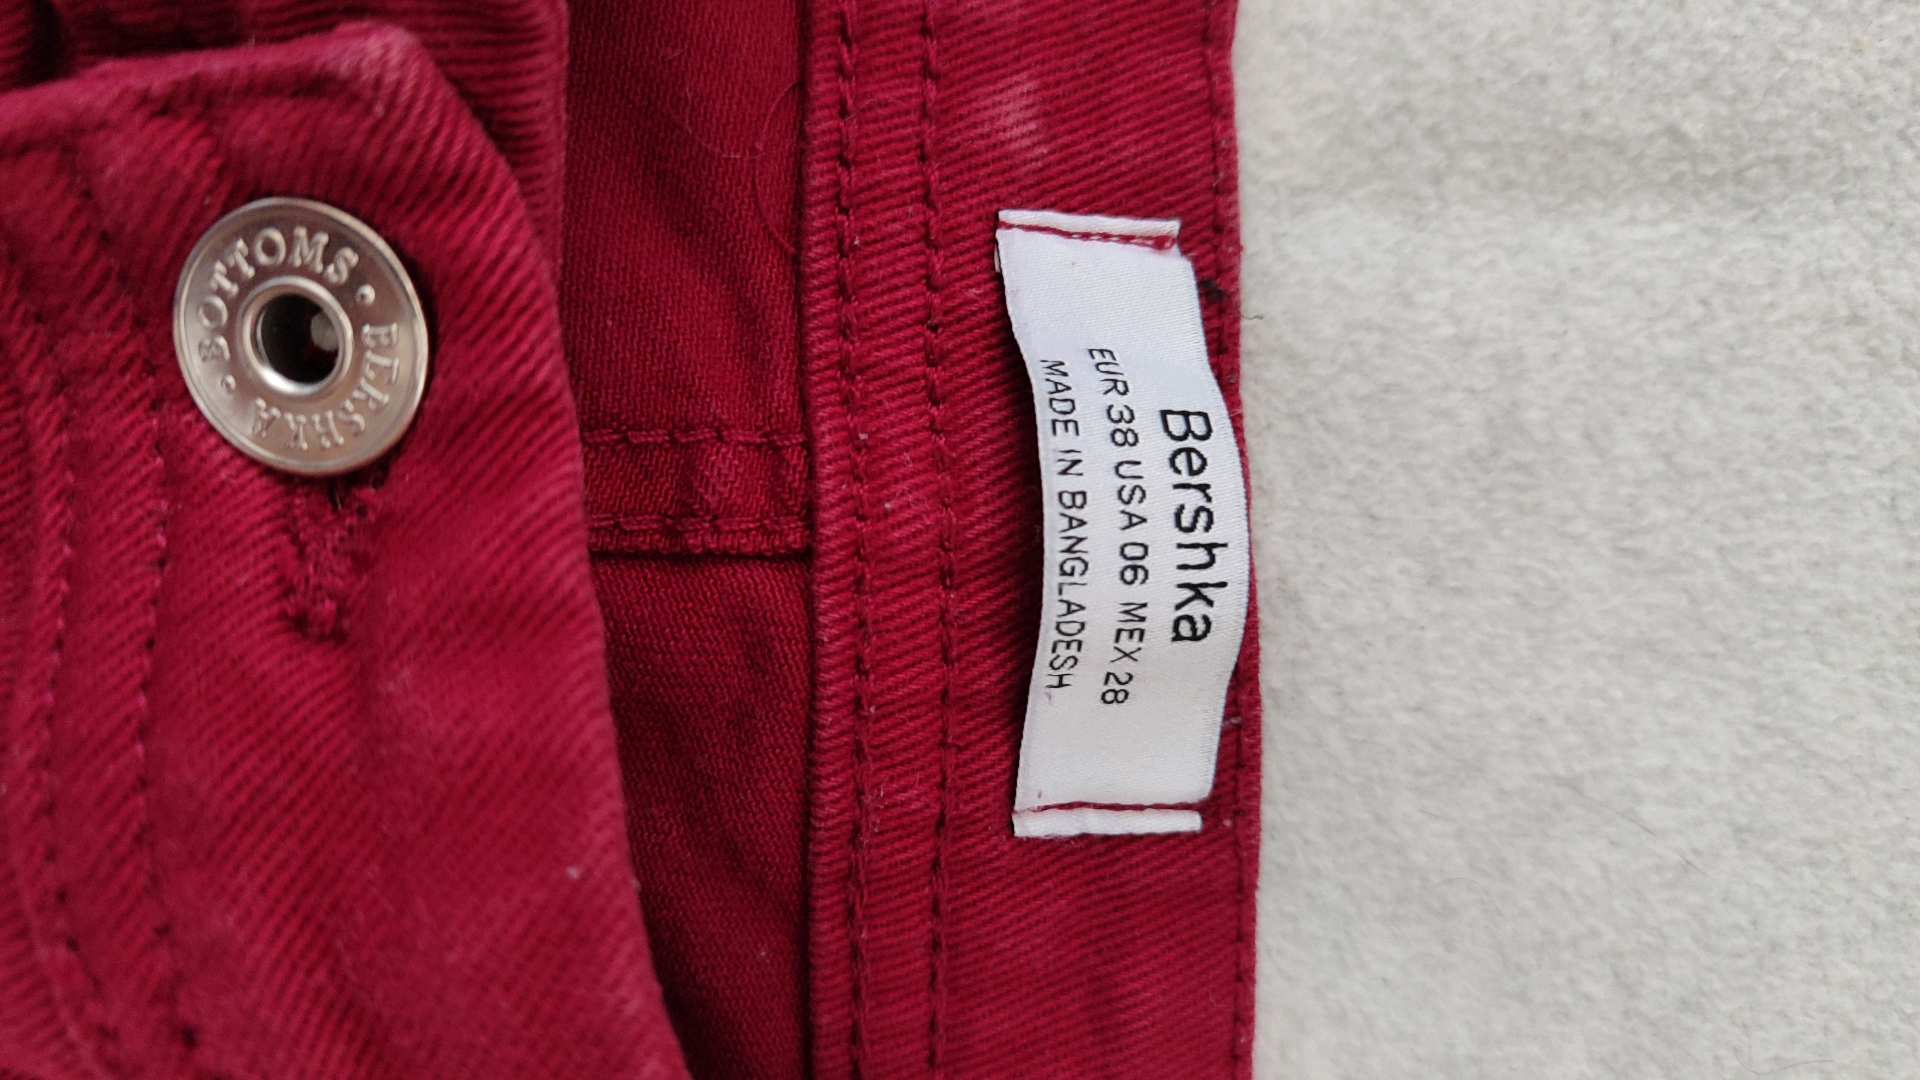 BOTTOMS · BERSHKA ·
Bershka
EUR 38 USA 06 MEX 28
MADE IN BANGLADESH